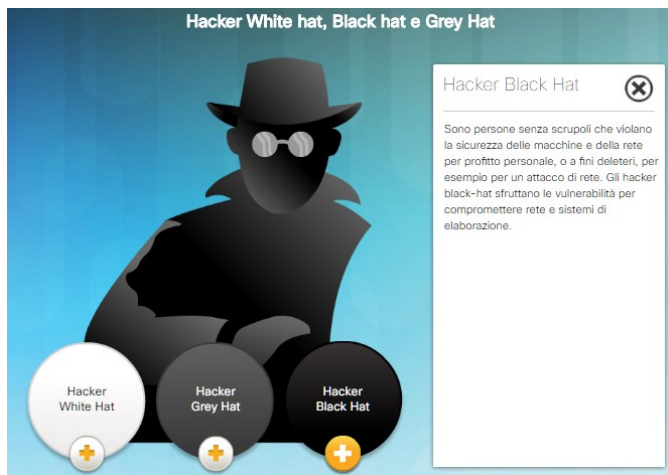 Hacker White hat, Black hat e Grey Hat
Hacker Black Hat
Sono persone senza scrupoli che violano
la sicurezza delle macchine e della rete
per profitto personale, o a fini deleteri, per
esempio per un attacco di rete. Gli hacker
black-hat sfruttano le vulnerabilità per
compromettere rete e sistemi di
elaborazione.
Hacker
White Hat
Hacker
Grey Hat
Hacker
Black Hat